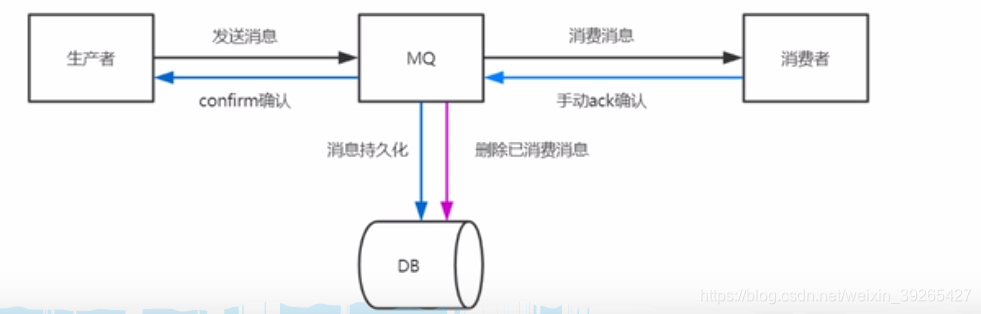 发送消息
消费消息
生产者
MQ
消费者
confirm确认
手动ack确认
消息持久化
删除已消费消息
DB
https://blog.csdn.net/weixin_39265427